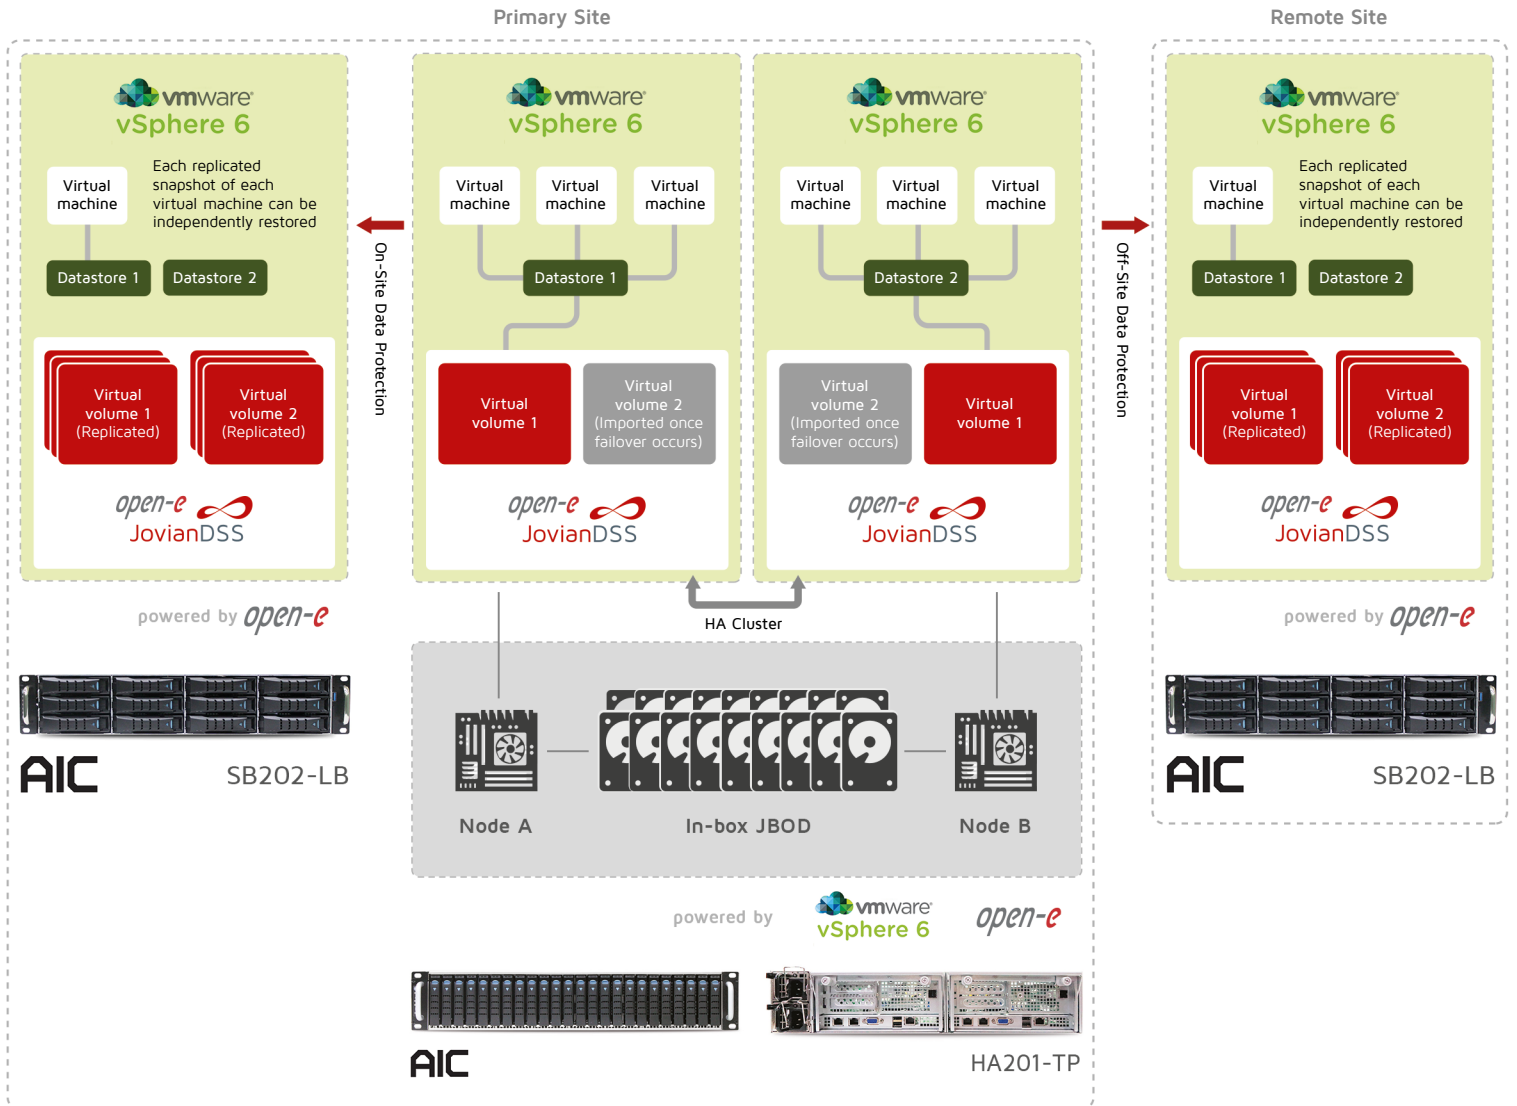 Primary Site
Remote Site
vmware
vSphere 6
Each replicated
snapshot of each
virtual machine can be
independently restored
Virtual
machine
Datastore 1
Datastore 2
Virtual
volume 1
(Replicated)
Virtual
volume 2
(Replicated)
open-e
JovianDSS
powered by open-e
AIC
SB202-LB
On-Site Data Protection
vmware
vSphere 6
Virtual
machine
Virtual
machine
Virtual
machine
Datastore 1
Virtual
volume 1
Virtual
volume 2
(Imported once
failover occurs)
open-e
JovianDSS
vmware
vSphere 6
Virtual
machine
Virtual
machine
Virtual
machine
Datastore 2
Virtual
volume 2
(Imported once
failover occurs)
Virtual
volume 1
open-e
JovianDSS
HA Cluster
Node A
In-box JBOD
Node B
powered by
vmware
vSphere 6
open-e
AIC
HA201-TP
Off-Site Data Protection
vmware
vSphere 6
Each replicated
snapshot of each
virtual machine can be
independently restored
Virtual
machine
Datastore 1
Datastore 2
Virtual
volume 1
(Replicated)
Virtual
volume 2
(Replicated)
open-e
JovianDSS
powered by open-e
AIC
SB202-LB